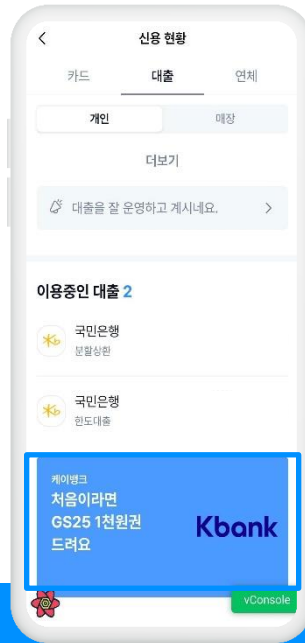 신용 현황
카드 대출 연체
개인 매장
더보기
대출을 잘 운영하고 계시네요.
이용중인 대출 2
국민은행
분할상환
국민은행
한도대출
케이뱅크
처음이라면
GS25 1천원권
드려요
Kbank
vConsole